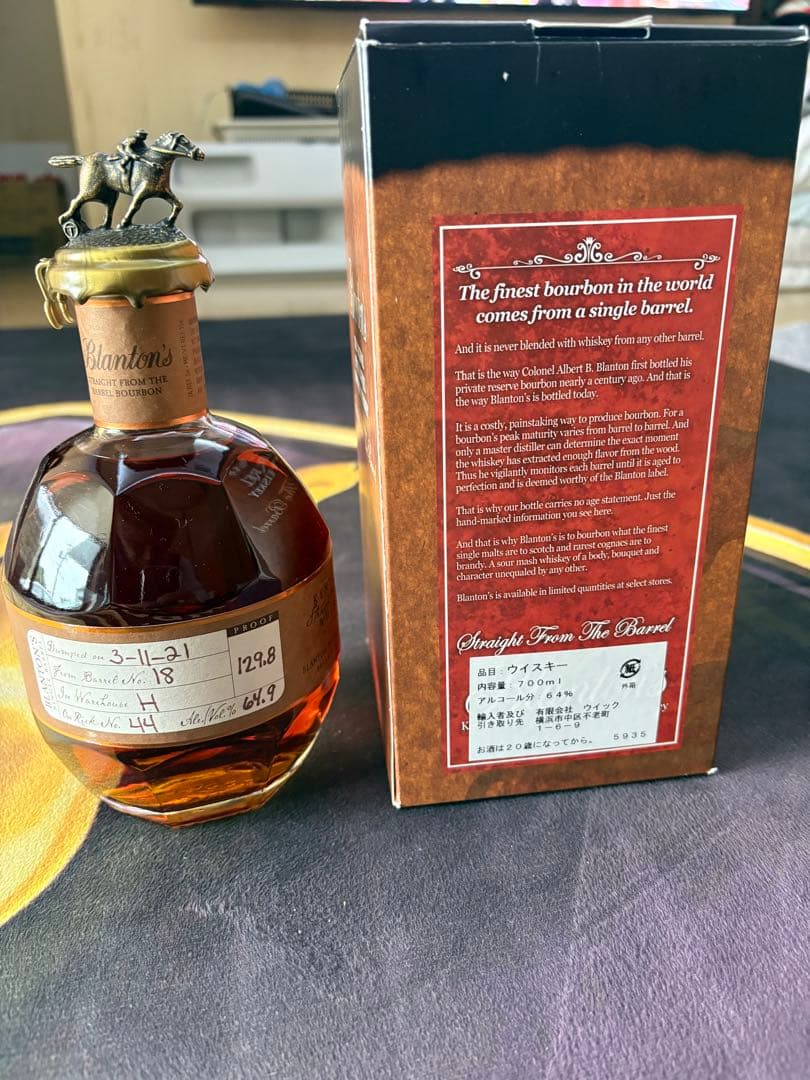 Blanton's
STRAIGHT FROM THE
BARREL BOURBON
PROOF
Dumped on 3-11-21
129.8
From Barrel No. 18
In Warehouse H
64.9
On Rick No. 44 Alc./Vol.%
The finest bourbon in the world
comes from a single barrel.
And it is never blended with whiskey from any other barrel.
That is the way Colonel Albert B. Blanton first bottled his
private reserve bourbon nearly a century ago. And that is
the way Blanton's is bottled today.
It is a costly, painstaking way to produce bourbon. For a
bourbon's peak maturity varies from barrel to barrel. And
only a master distiller can determine the exact moment
the whiskey has extracted enough flavor from the wood.
Thus he vigilantly monitors each barrel until it is aged to
perfection and is deemed worthy of the Blanton label.
That is why our bottle carries no age statement. Just the
hand-marked information you see here.
And that is why Blanton's is to bourbon what the finest
single malts are to scotch and rarest cognacs are to
brandy. A sour mash whiskey of a body, bouquet and
character unequaled by any other.
Blanton's is available in limited quantities at select stores.
Straight From The Barrel
品目:ウイスキー
内容量:700ml
アルコール分:64%
紙
外箱
輸入者及び 有限会社 ウイック
引き取り先 横浜市中区不老町
1-6-9
5935
お酒は20歳になってから。